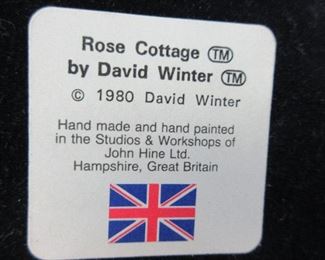 Rose Cottage ™
by David Winter ™
© 1980 David Winter
Hand made and hand painted
in the Studios & Workshops of
John Hine Ltd.
Hampshire, Great Britain